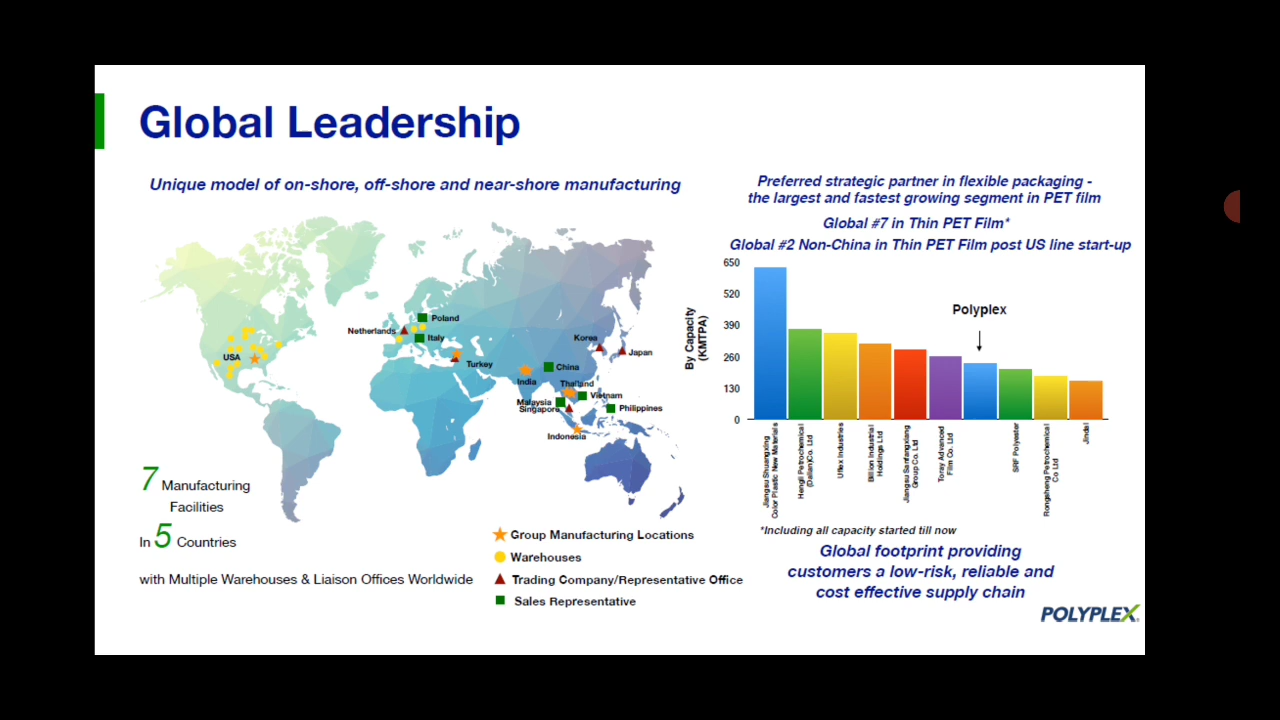 Global Leadership
Unique model of on-shore, off-shore and near-shore manufacturing
Netherlands
Poland
Italy
USA
Turkey
Korea
Japan
China
India
Thailand
Vietnam
Malaysia
Singapore
Philippines
Indonesia
7 Manufacturing
Facilities
In 5 Countries
with Multiple Warehouses & Liaison Offices Worldwide
Group Manufacturing Locations
Warehouses
Trading Company/Representative Office
Sales Representative
Preferred strategic partner in flexible packaging -
the largest and fastest growing segment in PET film
Global #7 in Thin PET Film*
Global #2 Non-China in Thin PET Film post US line start-up
By Capacity
(KMTPA)
650
520
390
260
130
0
Polyplex
Jiangsu Shuangxing
Color Plastic New Materials
Hengli Petrochemical
(Dalian)Co. Ltd
Uflex Industries
Billion Industrial
Holdings Ltd
Jiangsu Sanfangxiang
Group Co. Ltd
Toray Advanced
Film Co. Ltd
SRF Polyester
Rongsheng Petrochemical
Co Ltd
Jindal
*Including all capacity started till now
Global footprint providing
customers a low-risk, reliable and
cost effective supply chain
POLYPLEX